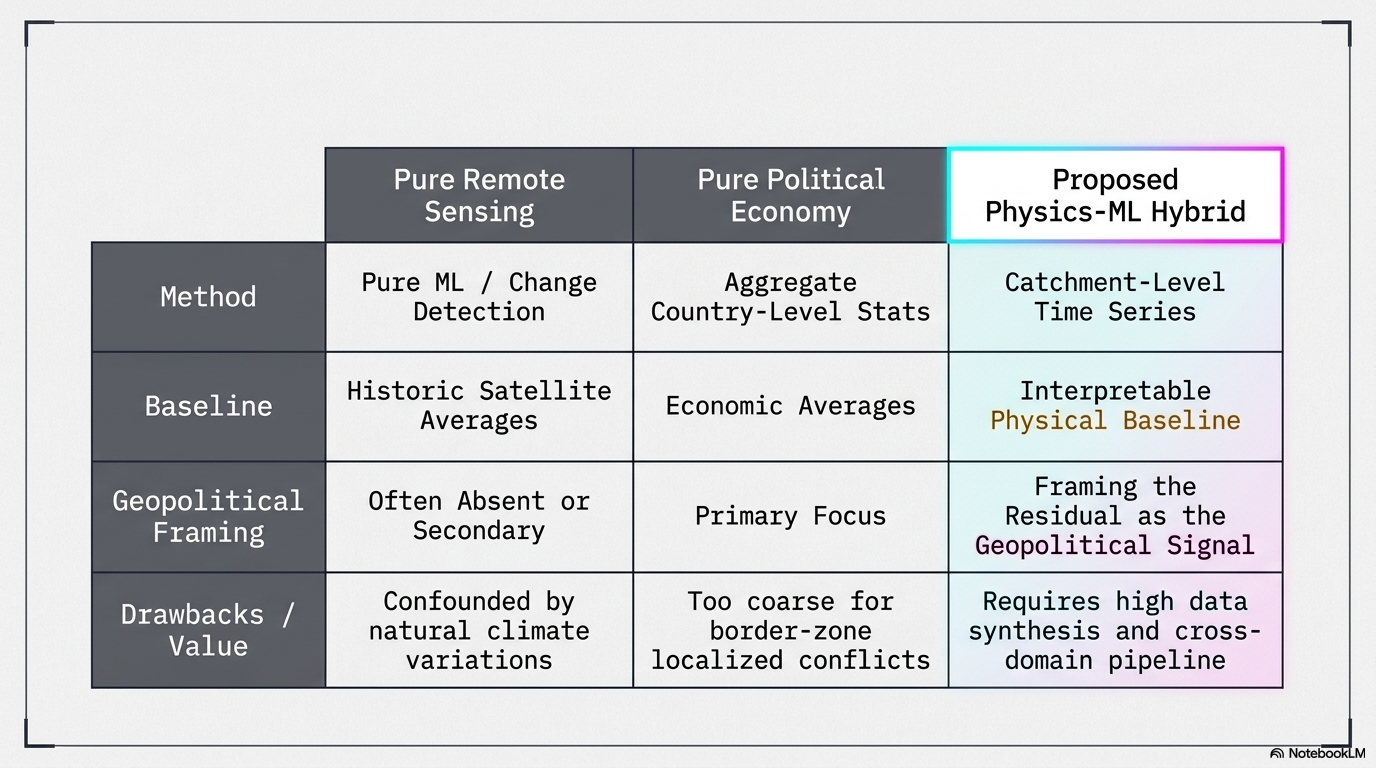 Pure Remote
Sensing
Pure Political
Economy
Proposed
Physics-ML Hybrid
Method
Pure ML / Change
Detection
Aggregate
Country-Level Stats
Catchment-Level
Time Series
Baseline
Historic Satellite
Averages
Economic Averages
Interpretable
Physical Baseline
Geopolitical
Framing
Often Absent or
Secondary
Primary Focus
Framing the
Residual as the
Geopolitical Signal
Drawbacks /
Value
Confounded by
natural climate
variations
Too coarse for
border-zone
localized conflicts
Requires high data
synthesis and cross-
domain pipeline
NotebookLM